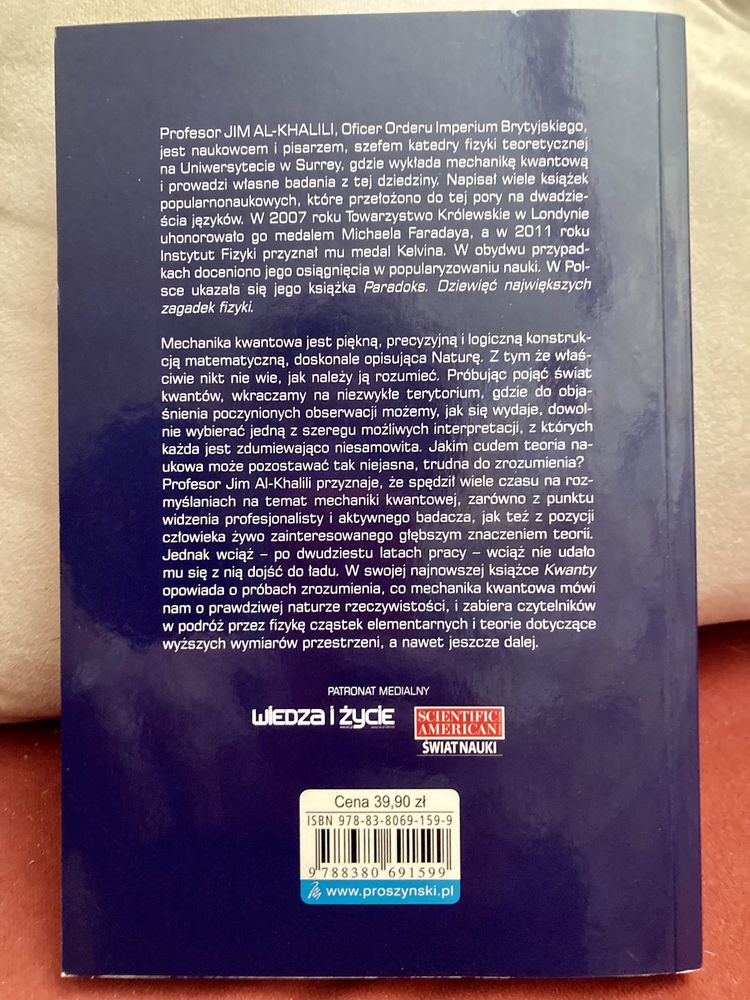 Profesor JIM AL-KHALILI, Oficer Orderu Imperium Brytyjskiego,
jest naukowcem i pisarzem, szefem katedry fizyki teoretycznej
na Uniwersytecie w Surrey, gdzie wykłada mechanikę kwantową
i prowadzi własne badania z tej dziedziny. Napisał wiele książek
popularnonaukowych, które przełożono do tej pory na dwadzie-
ścia języków. W 2007 roku Towarzystwo Królewskie w Londynie
uhonorowało go medalem Michaela Faradaya, a w 2011 roku
Instytut Fizyki przyznał mu medal Kelvina. W obydwu przypad-
kach doceniono jego osiągnięcia w popularyzowaniu nauki. W Pol-
sce ukazała się jego książka Paradoks. Dziewięć największych
zagadek fizyki.
Mechanika kwantowa jest piękną, precyzyjną i logiczną konstruk-
cją matematyczną, doskonale opisująca Naturę. Z tym że właś-
ciwie nikt nie wie, jak należy ją rozumieć. Próbując pojąć świat
kwantów, wkraczamy na niezwykłe terytorium, gdzie do obja-
śnienia poczynionych obserwacji możemy, jak się wydaje, dowol-
nie wybierać jedną z szeregu możliwych interpretacji, z których
każda jest zdumiewająco niesamowita. Jakim cudem teoria na-
ukowa może pozostawać tak niejasna, trudna do zrozumienia?
Profesor Jim Al-Khalili przyznaje, że spędził wiele czasu na roz-
myślaniach na temat mechaniki kwantowej, zarówno z punktu
widzenia profesjonalisty i aktywnego badacza, jak też z pozycji
człowieka żywo zainteresowanego głębszym znaczeniem teorii.
Jednak wciąż – po dwudziestu latach pracy – wciąż nie udało
mu się z nią dojść do ładu. W swojej najnowszej książce Kwanty
opowiada o próbach zrozumienia, co mechanika kwantowa mówi
nam o prawdziwej naturze rzeczywistości, i zabiera czytelników
w podróż przez fizykę cząstek elementarnych i teorie dotyczące
wyższych wymiarów przestrzeni, a nawet jeszcze dalej.
PATRONAT MEDIALNY
WIEDZA I ŻYCIE
SCIENTIFIC
AMERICAN
ŚWIAT NAUKI
Cena 39,90 zł
ISBN 978-83-8069-159-9
9 788380 691599
www.proszynski.pl